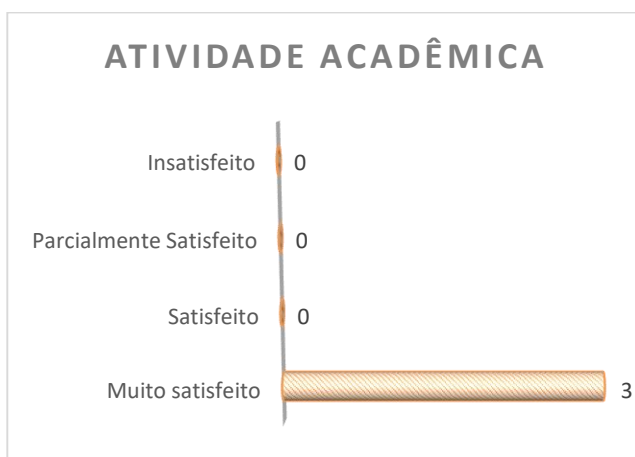 ATIVIDADE ACADÊMICA
Insatisfeito 0
Parcialmente Satisfeito 0
Satisfeito 0
Muito satisfeito 3